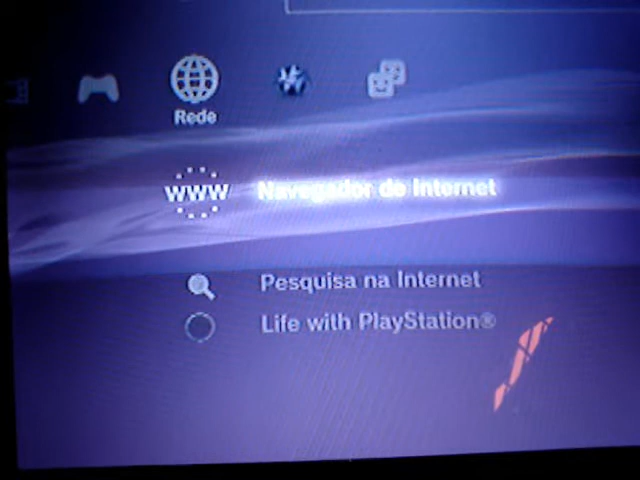 Rede
www
Navegador de Internet
Pesquisa na Internet
Life with PlayStation®